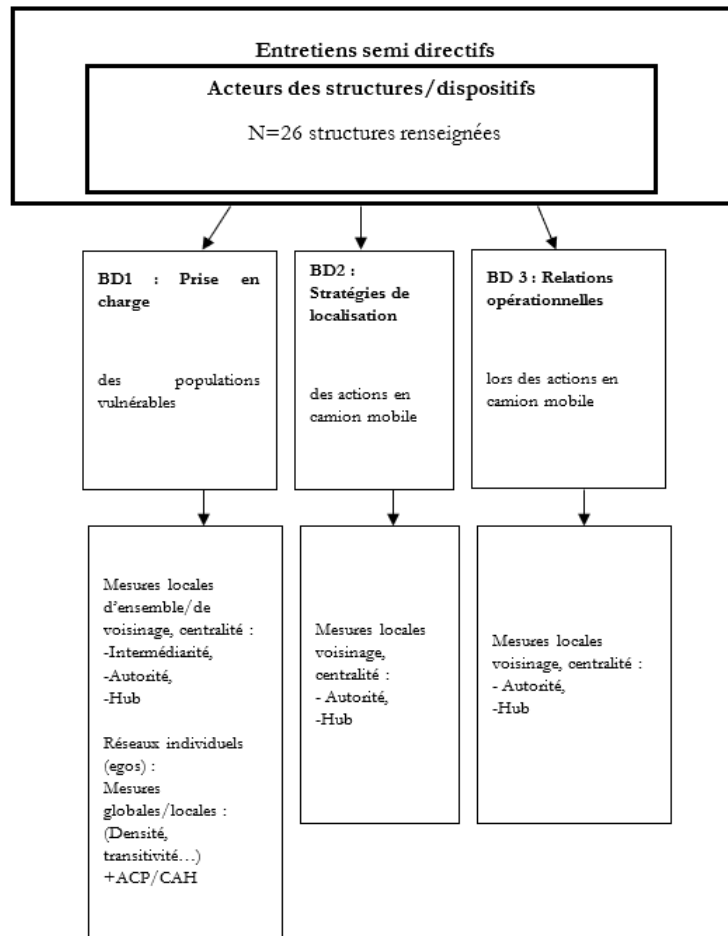 Entretiens semi directifs
Acteurs des structures/dispositifs
N=26 structures renseignées
BD1 : Prise en
charge
des populations
vulnérables
BD2 :
Stratégies de
localisation
des actions en
camion mobile
BD 3 : Relations
opérationnelles
lors des actions en
camion mobile
Mesures locales
d'ensemble/de
voisinage, centralité :
-Intermédiarité,
-Autorité,
-Hub
Réseaux individuels
(egos) :
Mesures
globales/locales :
(Densité,
transitivité…)
+ACP/CAH
Mesures locales
voisinage,
centralité :
- Autorité,
-Hub
Mesures locales
voisinage, centralité :
- Autorité,
-Hub